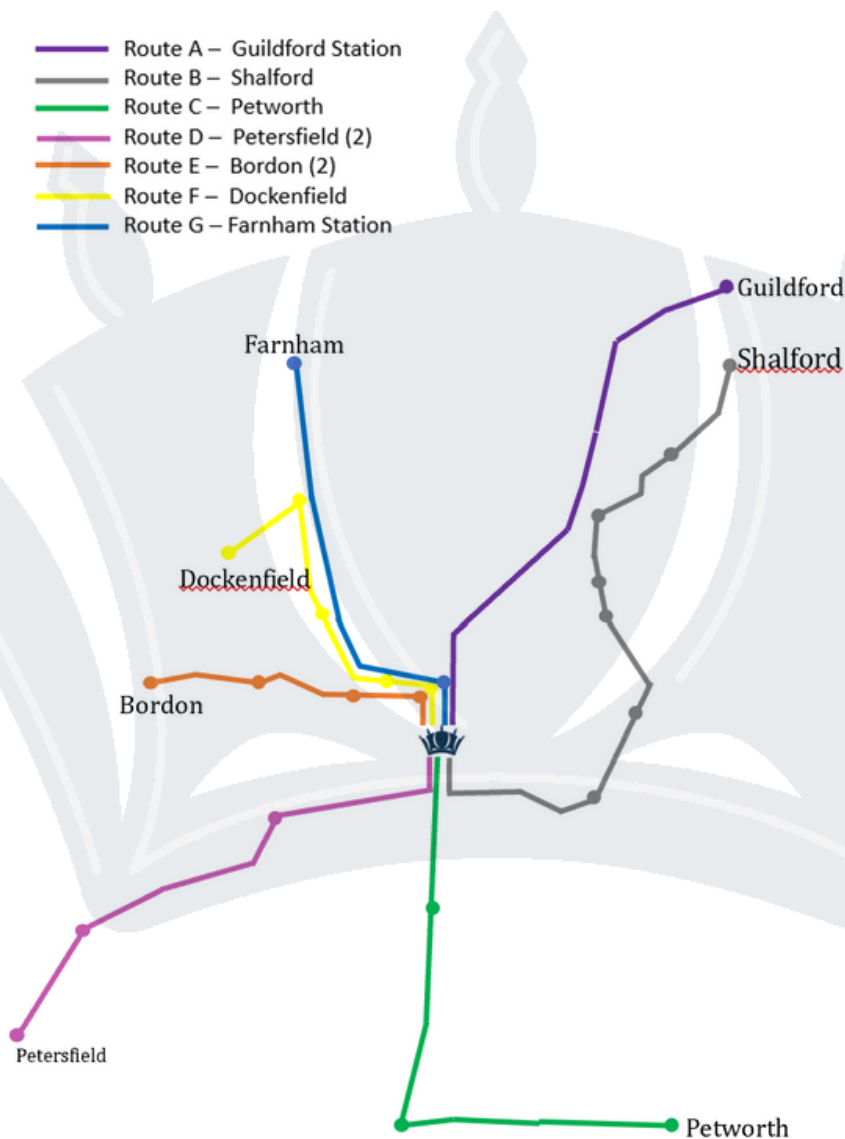 Route A – Guildford Station
Route B – Shalford
Route C – Petworth
Route D – Petersfield (2)
Route E – Bordon (2)
Route F – Dockenfield
Route G – Farnham Station
Guildford
Farnham
Shalford
Dockenfield
Bordon
Petersfield
Petworth